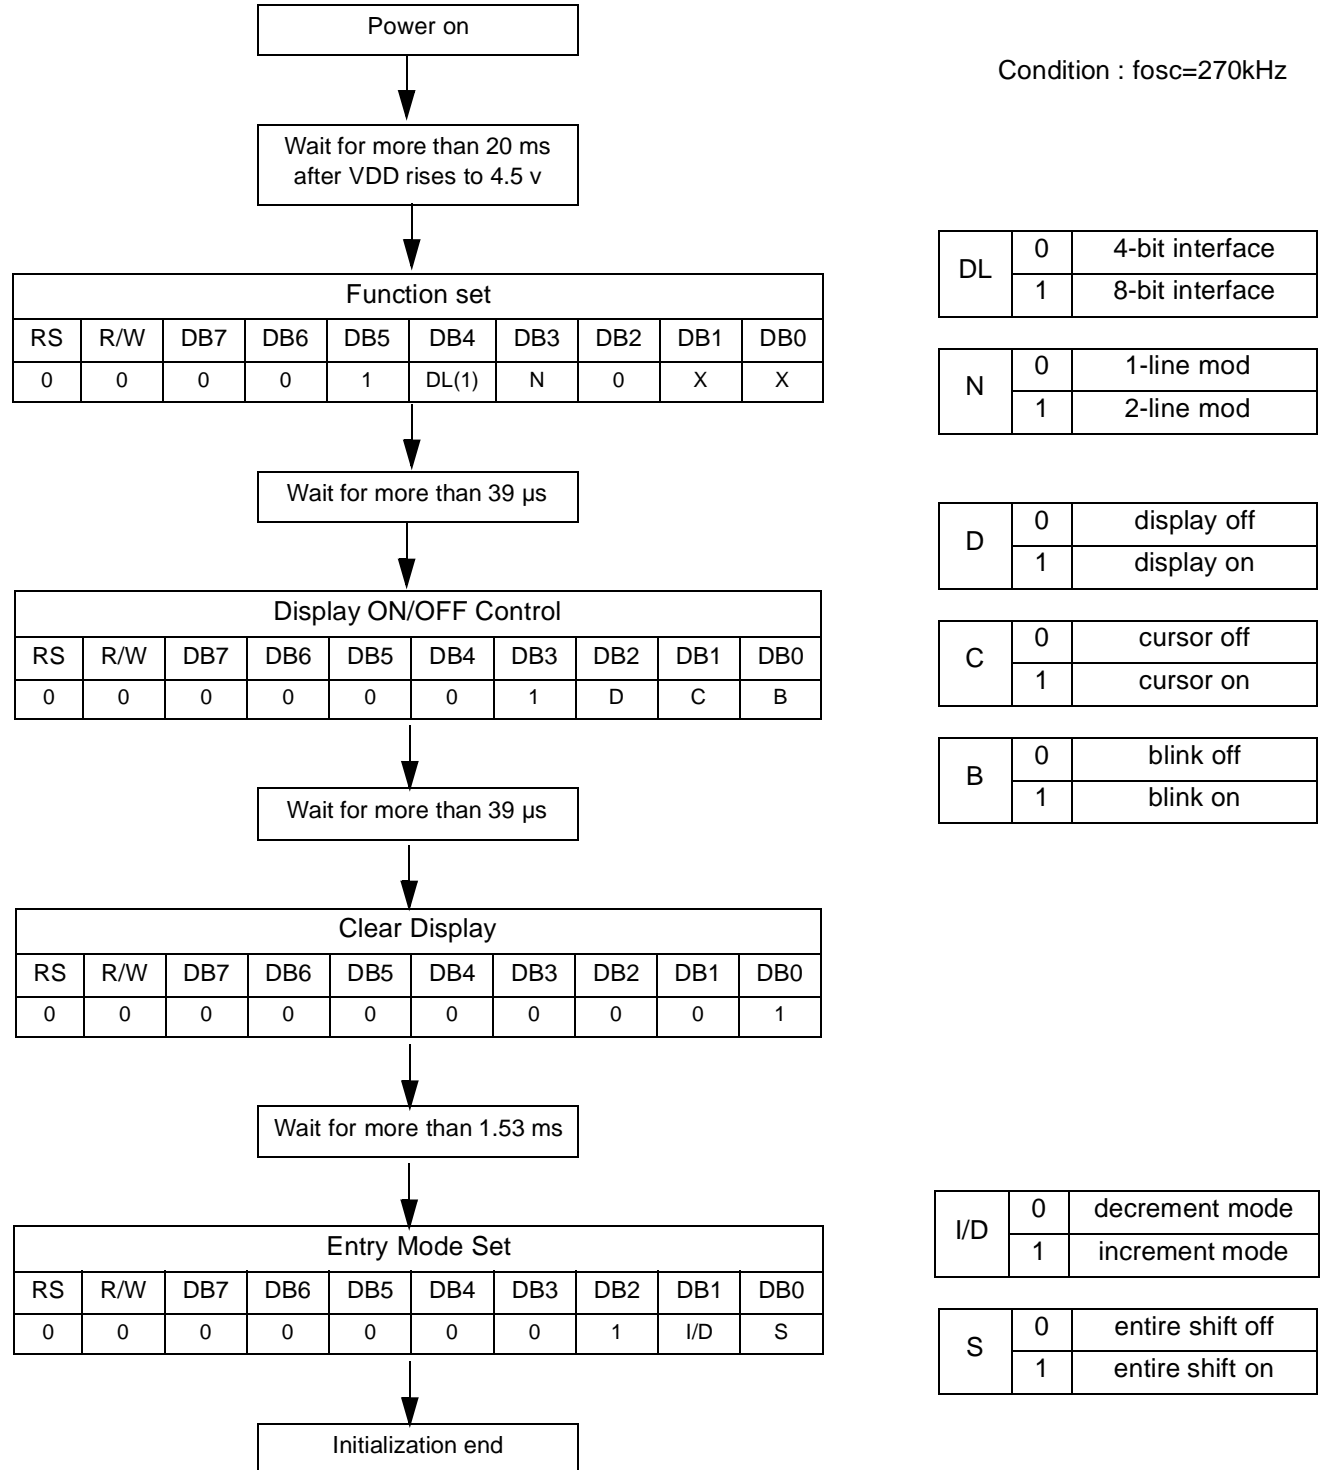 Power on
Condition : fosc=270kHz
Wait for more than 20 ms
after VDD rises to 4.5 v
Function set
RS R/W DB7 DB6 DB5 DB4 DB3 DB2 DB1 DB0
0 0 0 0 1 DL(1) N 0 X X
DL 0 4-bit interface
1 8-bit interface
N 0 1-line mod
1 2-line mod
Wait for more than 39 µs
Display ON/OFF Control
RS R/W DB7 DB6 DB5 DB4 DB3 DB2 DB1 DB0
0 0 0 0 0 0 1 D C B
D 0 display off
1 display on
C 0 cursor off
1 cursor on
B 0 blink off
1 blink on
Wait for more than 39 µs
Clear Display
RS R/W DB7 DB6 DB5 DB4 DB3 DB2 DB1 DB0
0 0 0 0 0 0 0 0 0 1
Wait for more than 1.53 ms
Entry Mode Set
RS R/W DB7 DB6 DB5 DB4 DB3 DB2 DB1 DB0
0 0 0 0 0 0 0 1 I/D S
I/D 0 decrement mode
1 increment mode
S 0 entire shift off
1 entire shift on
Initialization end